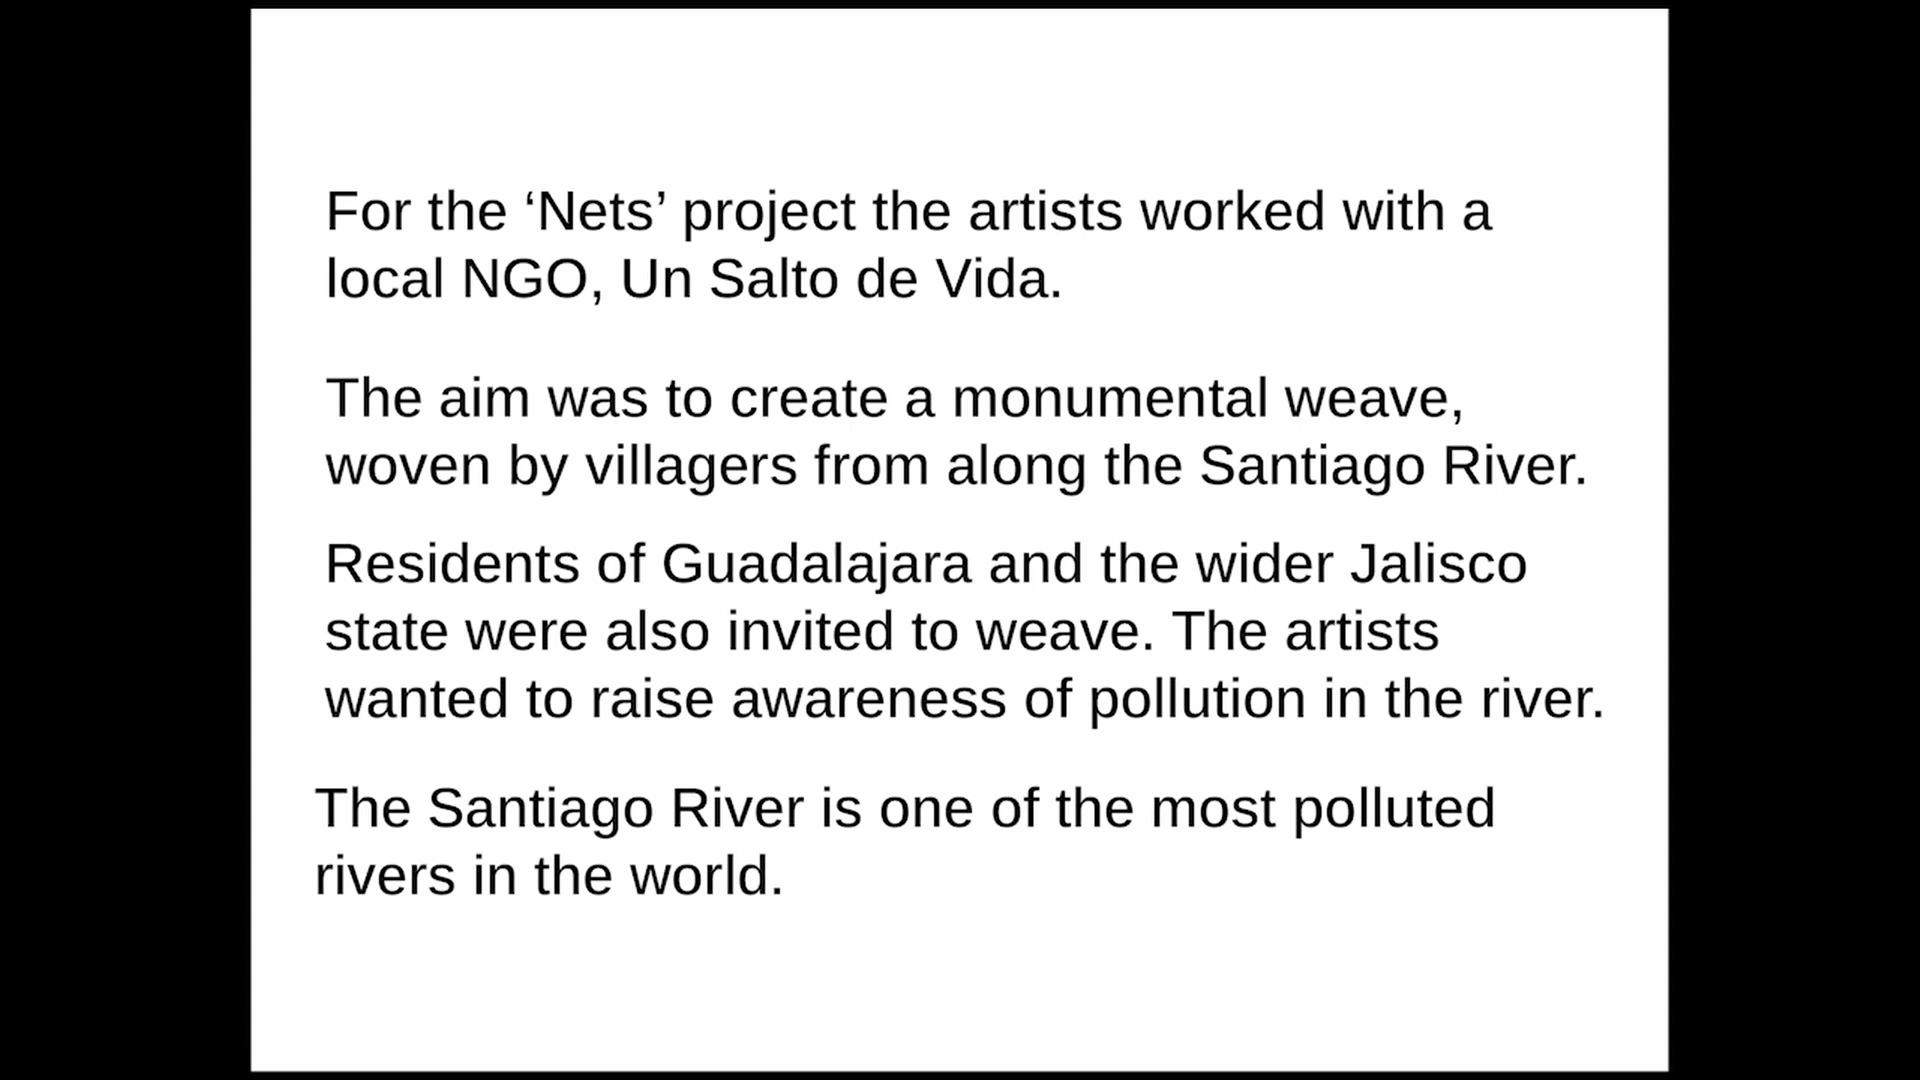 For the ‘Nets’ project the artists worked with a
local NGO, Un Salto de Vida.
The aim was to create a monumental weave,
woven by villagers from along the Santiago River.
Residents of Guadalajara and the wider Jalisco
state were also invited to weave. The artists
wanted to raise awareness of pollution in the river.
The Santiago River is one of the most polluted
rivers in the world.